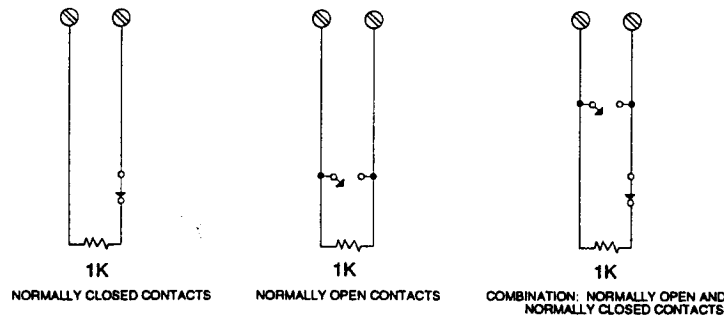 1K
NORMALLY CLOSED CONTACTS
1K
NORMALLY OPEN CONTACTS
1K
COMBINATION: NORMALLY OPEN AND
NORMALLY CLOSED CONTACTS